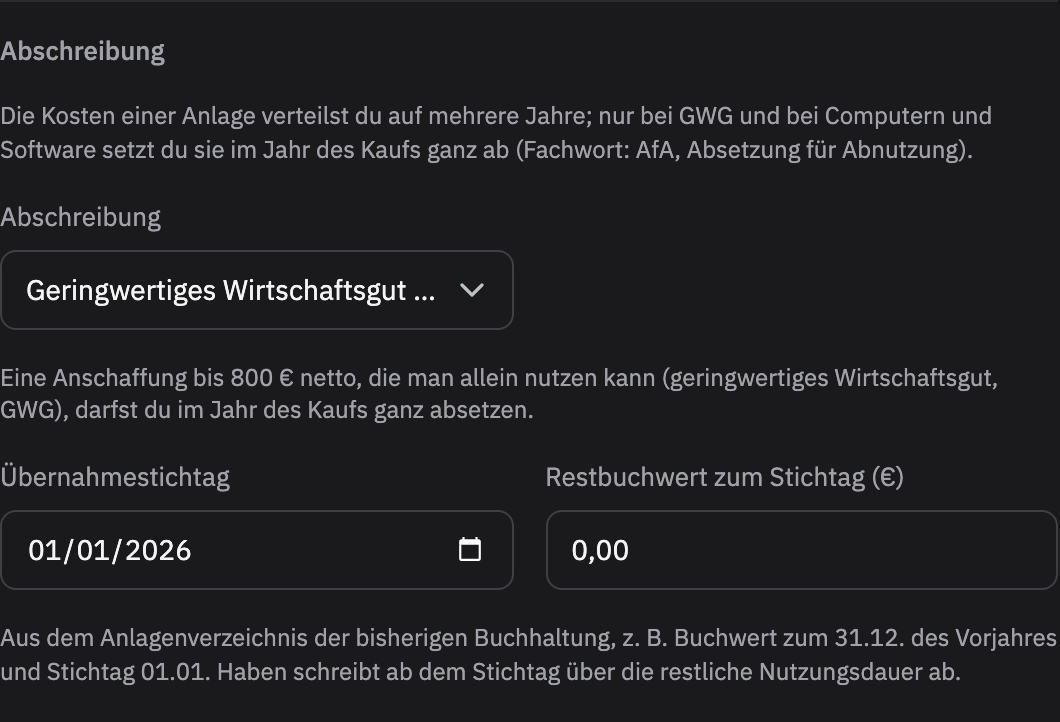 Abschreibung
Die Kosten einer Anlage verteilst du auf mehrere Jahre; nur bei GWG und bei Computern und
Software setzt du sie im Jahr des Kaufs ganz ab (Fachwort: AfA, Absetzung für Abnutzung).
Abschreibung
Geringwertiges Wirtschaftsgut ...
Eine Anschaffung bis 800 € netto, die man allein nutzen kann (geringwertiges Wirtschaftsgut,
GWG), darfst du im Jahr des Kaufs ganz absetzen.
Übernahmestichtag
Restbuchwert zum Stichtag (€)
01/01/2026
0,00
Aus dem Anlagenverzeichnis der bisherigen Buchhaltung, z. B. Buchwert zum 31.12. des Vorjahres
und Stichtag 01.01. Haben schreibt ab dem Stichtag über die restliche Nutzungsdauer ab.